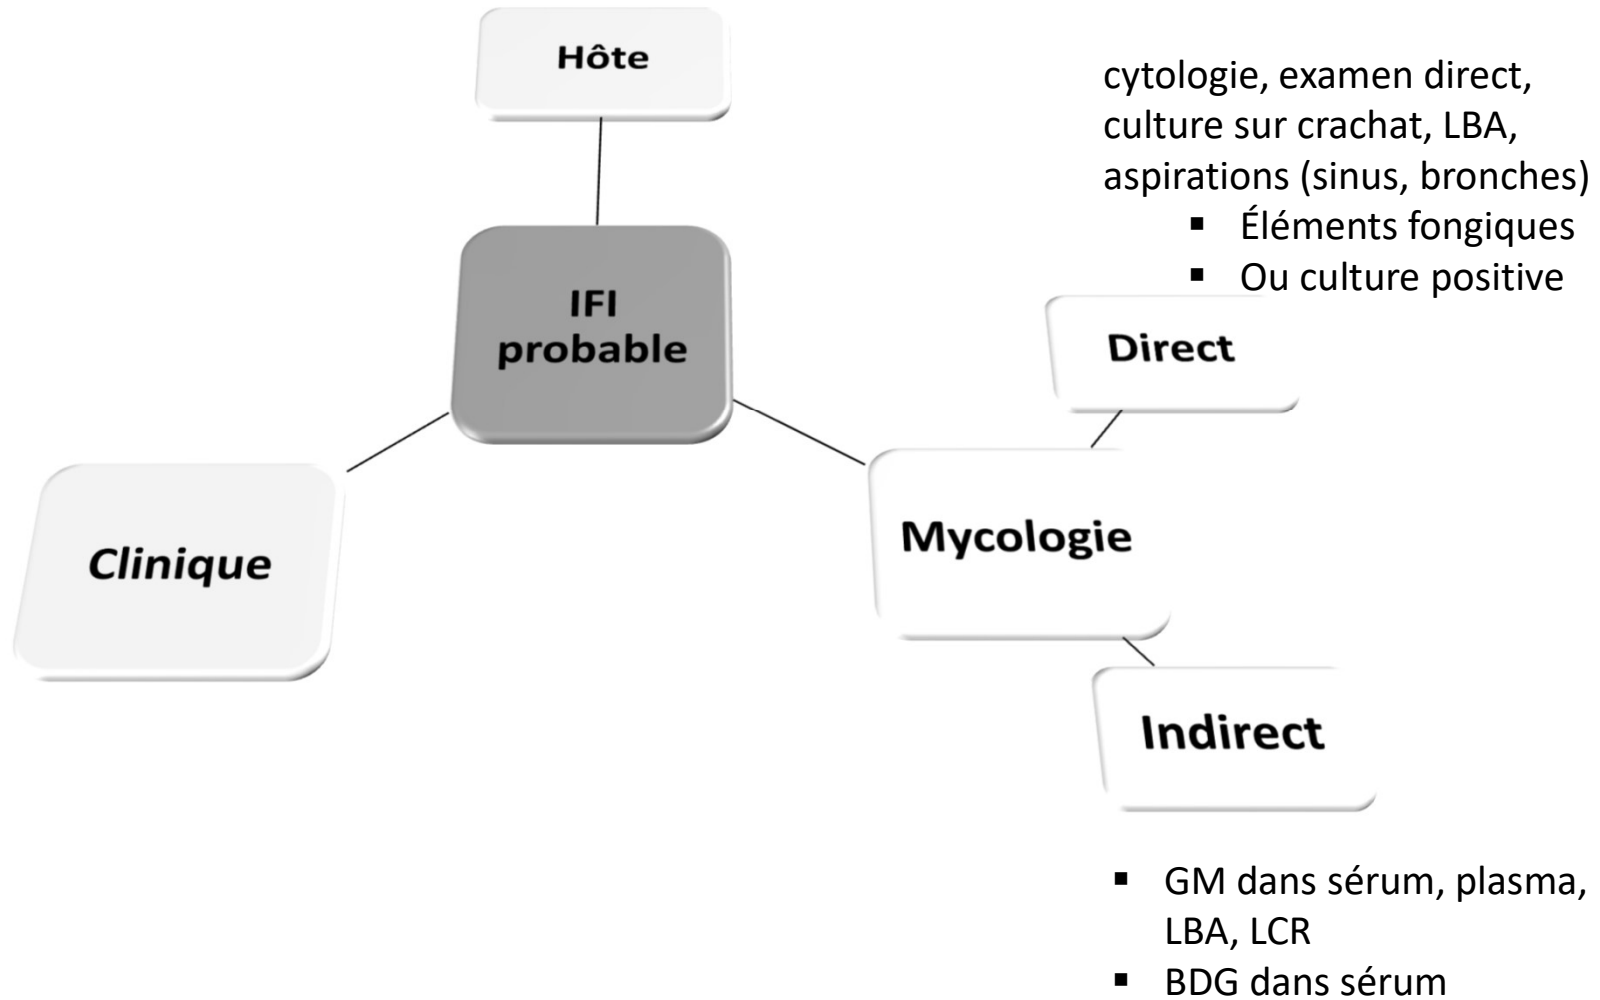 Hôte
cytologie, examen direct,
culture sur crachat, LBA,
aspirations (sinus, bronches)
▪ Éléments fongiques
▪ Ou culture positive
IFI
probable
Direct
Clinique
Mycologie
Indirect
▪ GM dans sérum, plasma,
LBA, LCR
▪ BDG dans sérum